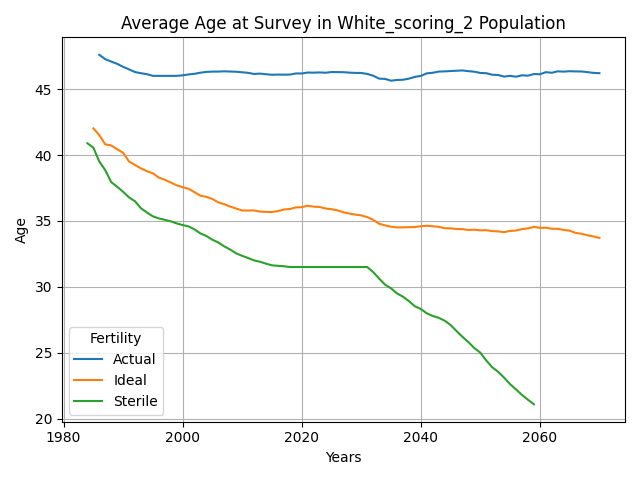 Average Age at Survey in White_scoring_2 Population
Age
45
40
35
30
25
20
Fertility
Actual
Ideal
Sterile
1980 2000 2020 2040 2060
Years